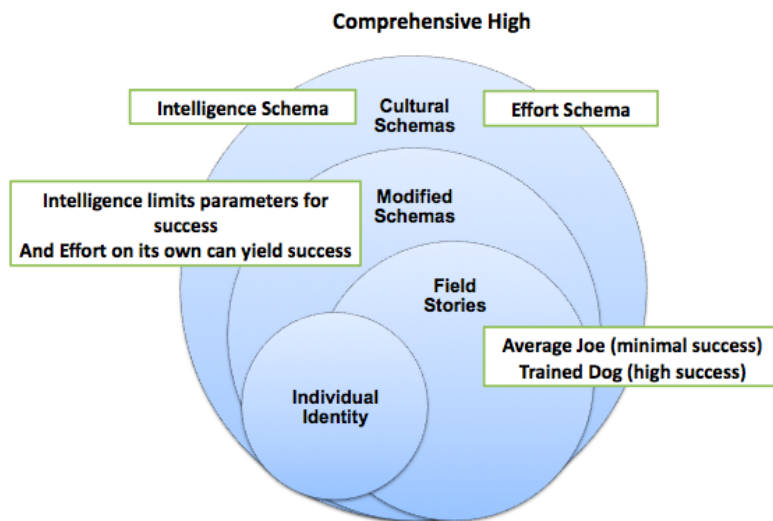 Comprehensive High
Intelligence Schema
Cultural
Schemas
Effort Schema
Intelligence limits parameters for
success
And Effort on its own can yield success
Modified
Schemas
Field
Stories
Average Joe (minimal success)
Trained Dog (high success)
Individual
Identity